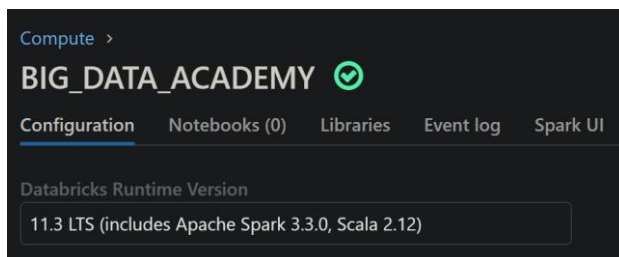 Compute >
BIG_DATA_ACADEMY
Configuration Notebooks (0) Libraries Event log Spark UI
Databricks Runtime Version
11.3 LTS (includes Apache Spark 3.3.0, Scala 2.12)